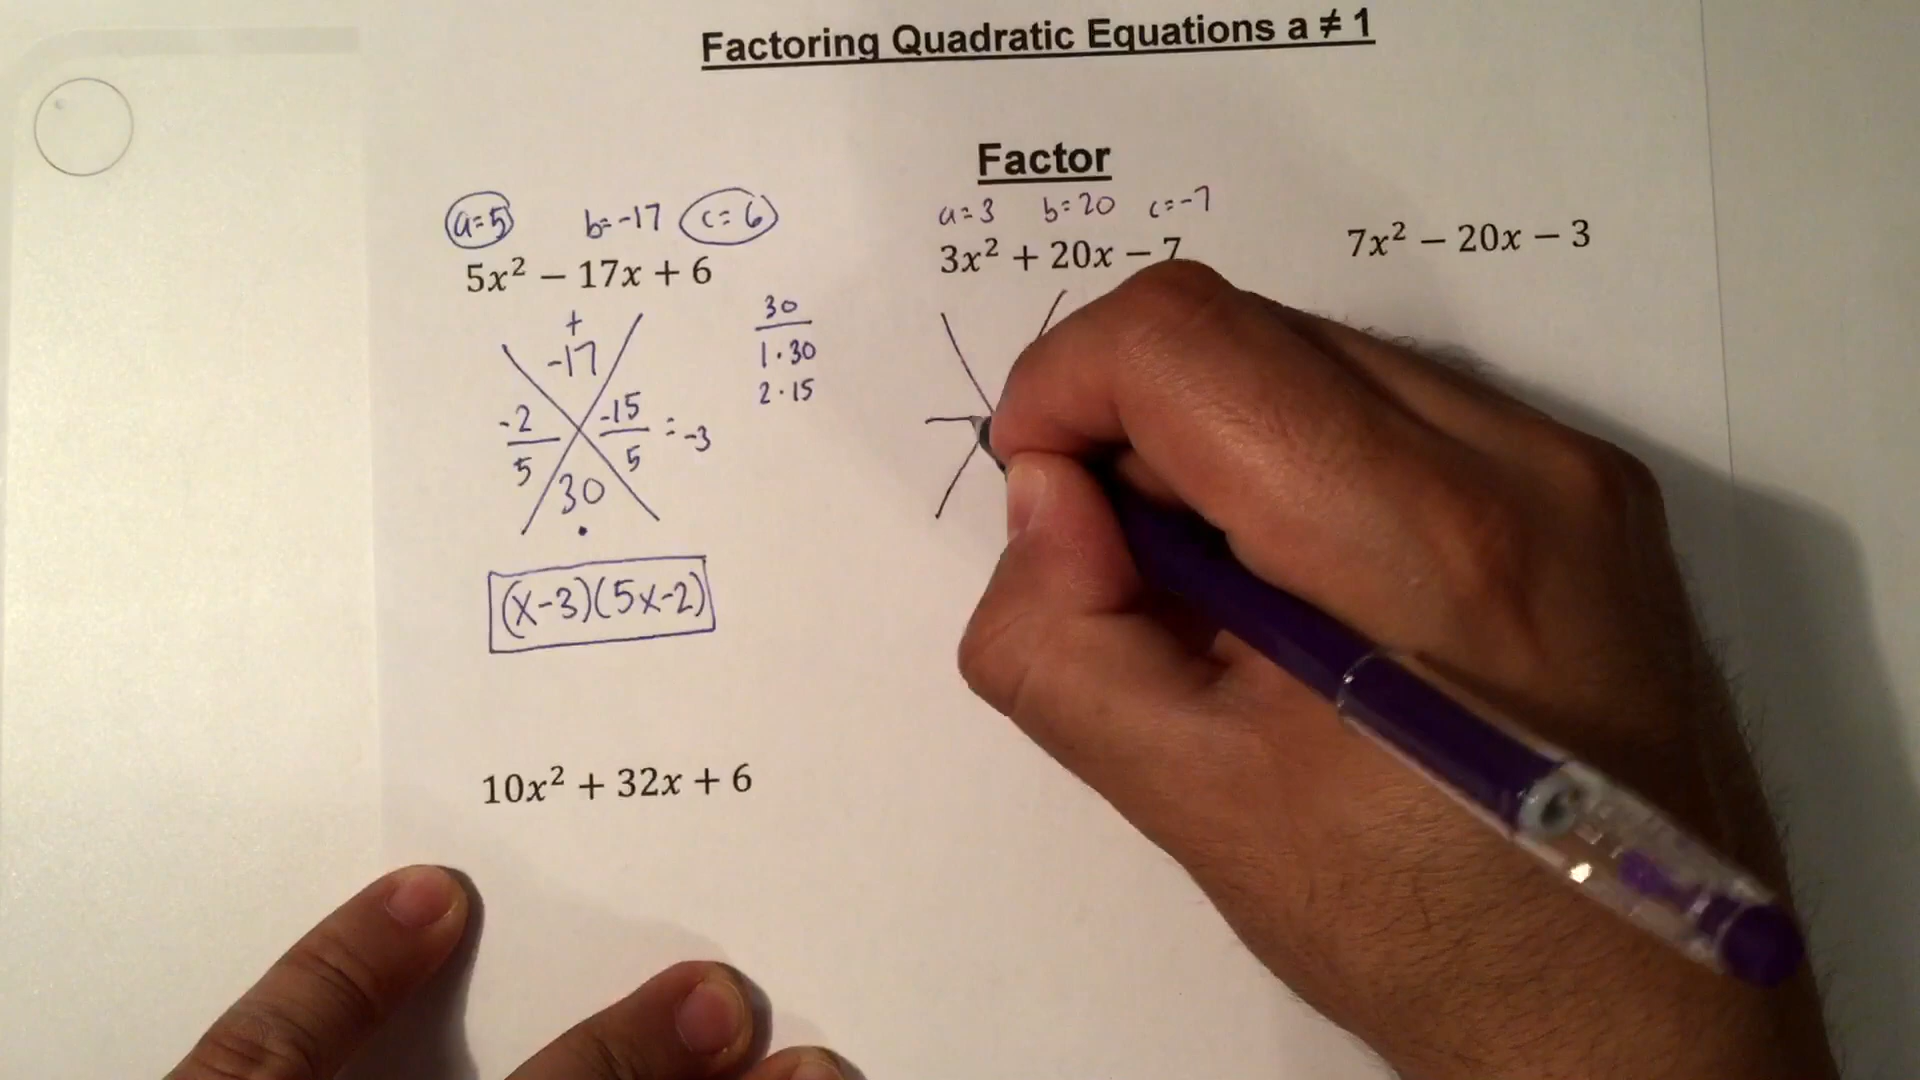 Factoring Quadratic Equations a ≠ 1
Factor
a=5 b=-17 c=6
5x² − 17x + 6
+
-17
-2/5
-15/5 = -3
30
·
30
1·30
2·15
(x-3)(5x-2)
a=3 b=20 c=-7
3x² + 20x − 7
7x² − 20x − 3
10x² + 32x + 6